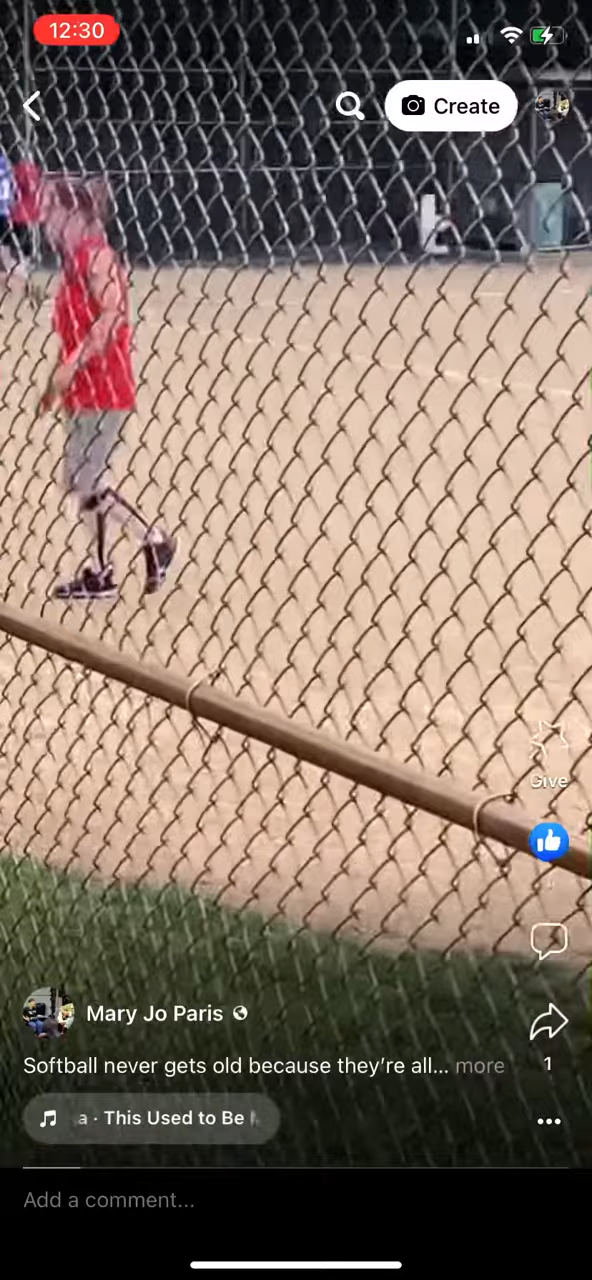 12:30
Create
Give
Mary Jo Paris
Softball never gets old because they’re all... more
1
a · This Used to Be
Add a comment...